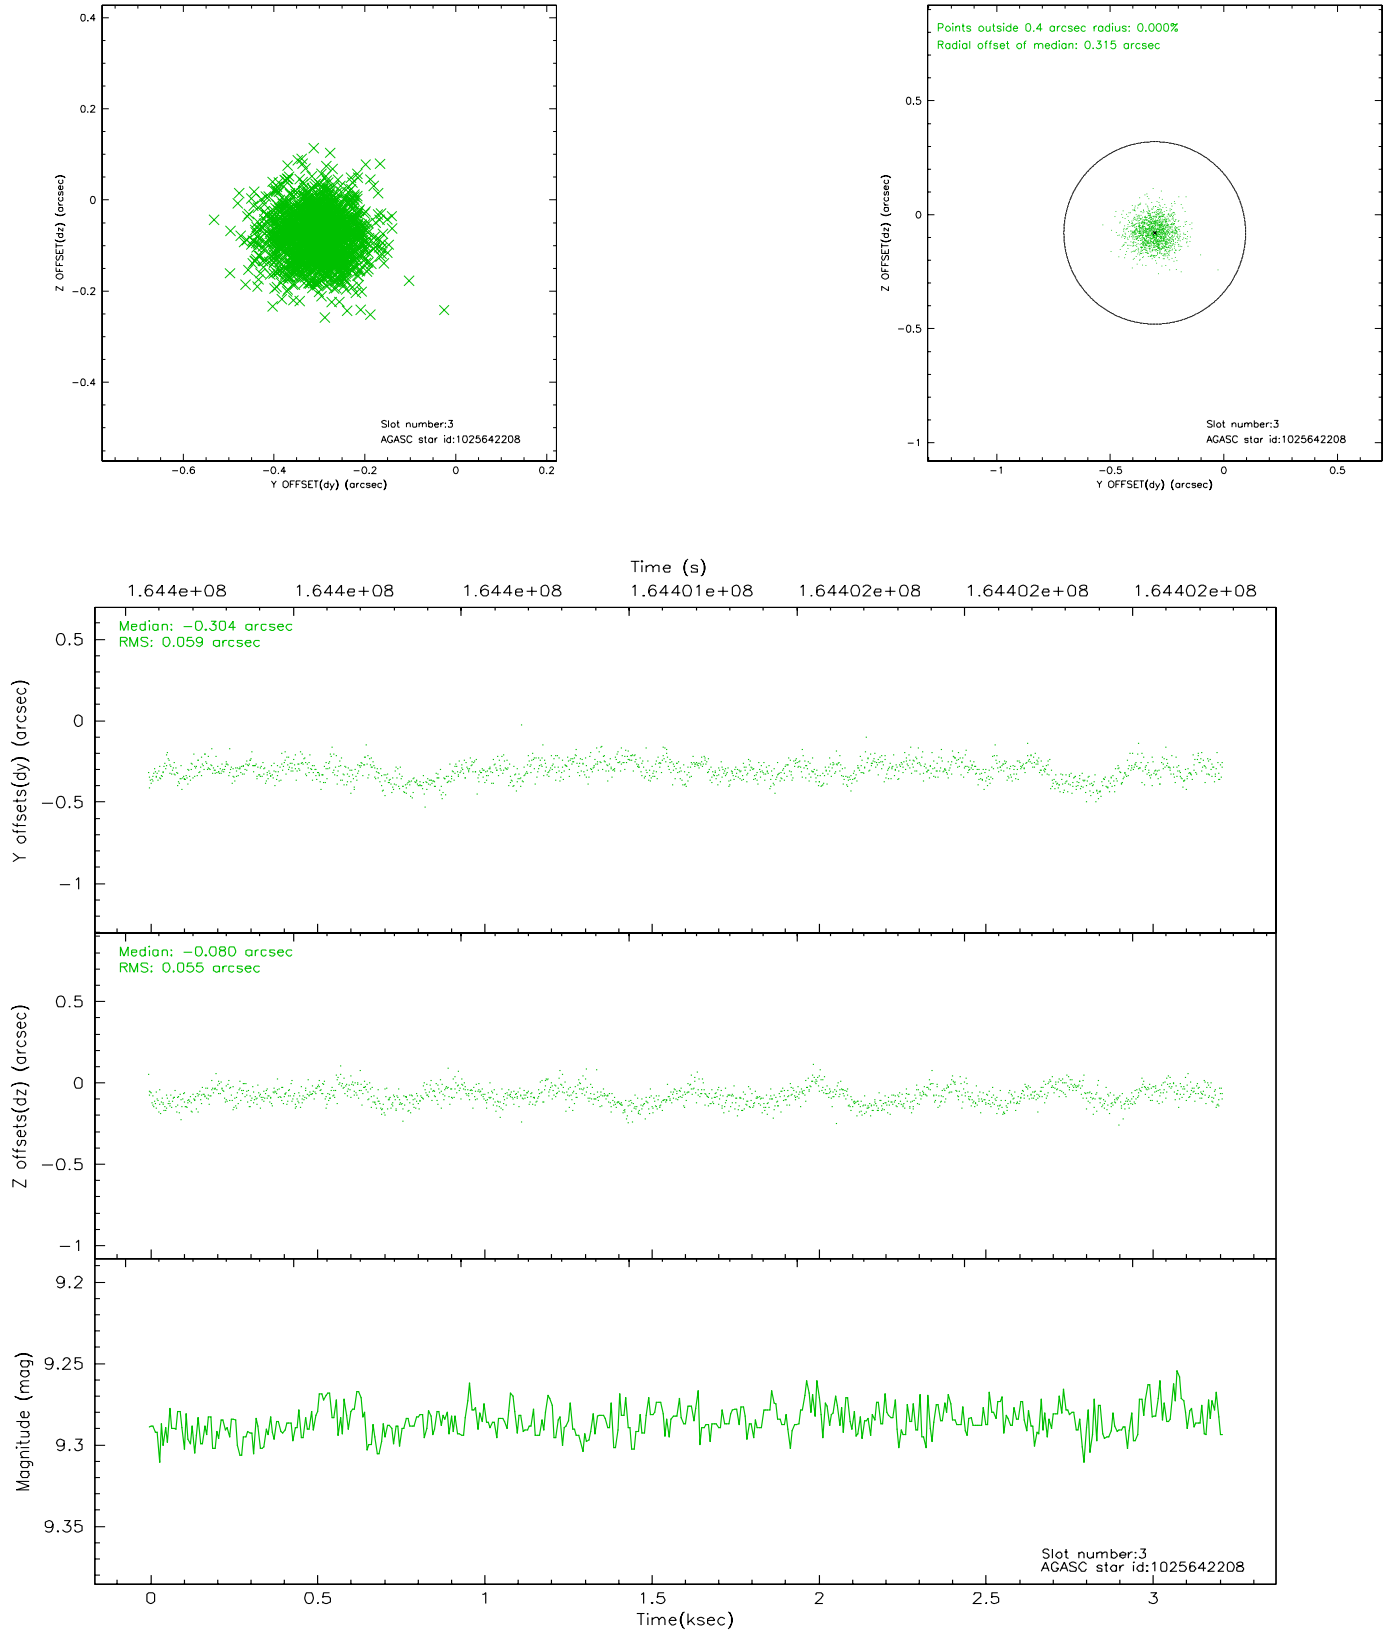 0.4
0.2
0
−0.2
−0.4
Z OFFSET(dz) (arcsec)
Slot number:3
AGASC star id:1025642208
−0.6 −0.4 −0.2 0 0.2
Y OFFSET(dy) (arcsec)
Points outside 0.4 arcsec radius: 0.000%
Radial offset of median: 0.315 arcsec
0.5
−0
−0.5
−1
Z OFFSET(dz) (arcsec)
Slot number:3
AGASC star id:1025642208
−1 −0.5 0 0.5
Y OFFSET(dy) (arcsec)
Time (s)
1.644e+08 1.644e+08 1.644e+08 1.64401e+08 1.64402e+08 1.64402e+08 1.64402e+08
Median: −0.304 arcsec
RMS: 0.059 arcsec
0.5
0
−0.5
−1
Y offsets(dy) (arcsec)
Median: −0.080 arcsec
RMS: 0.055 arcsec
0.5
0
−0.5
−1
Z offsets(dz) (arcsec)
9.2
9.25
9.3
9.35
Magnitude (mag)
Slot number:3
AGASC star id:1025642208
0 0.5 1 1.5 2 2.5 3
Time(ksec)